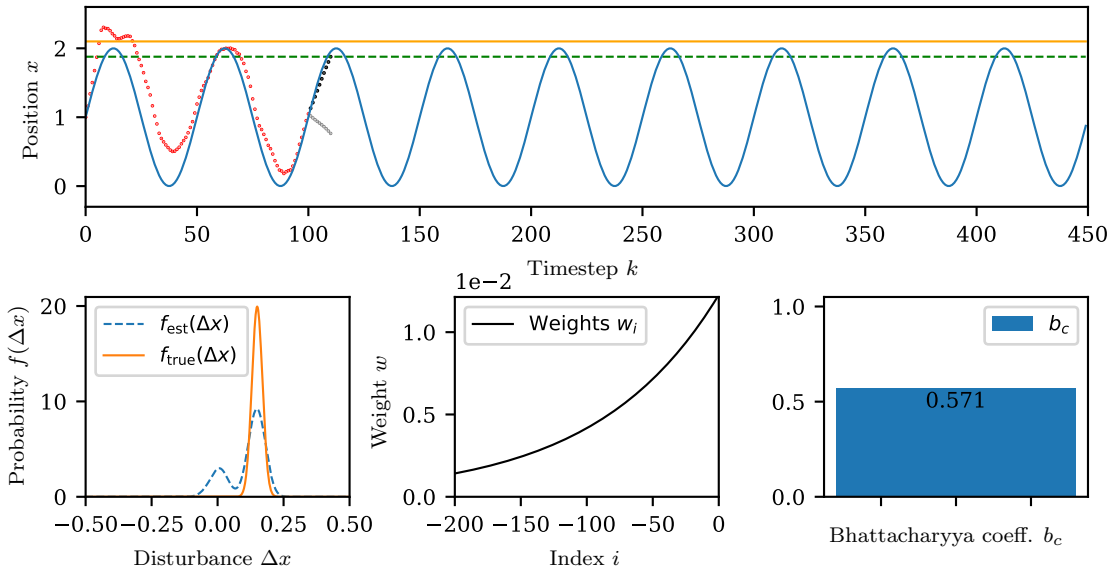 Position x
2
1
0
0 50 100 150 200 250 300 350 400 450
Timestep k
Probability f(Δx)
20
10
0
f_est(Δx)
f_true(Δx)
−0.50 −0.25 0.00 0.25 0.50
Disturbance Δx
1e−2
Weight w
1.0
0.5
0.0
Weights w_i
−200 −150 −100 −50 0
Index i
1.0
0.5
0.0
b_c
0.571
Bhattacharyya coeff. b_c